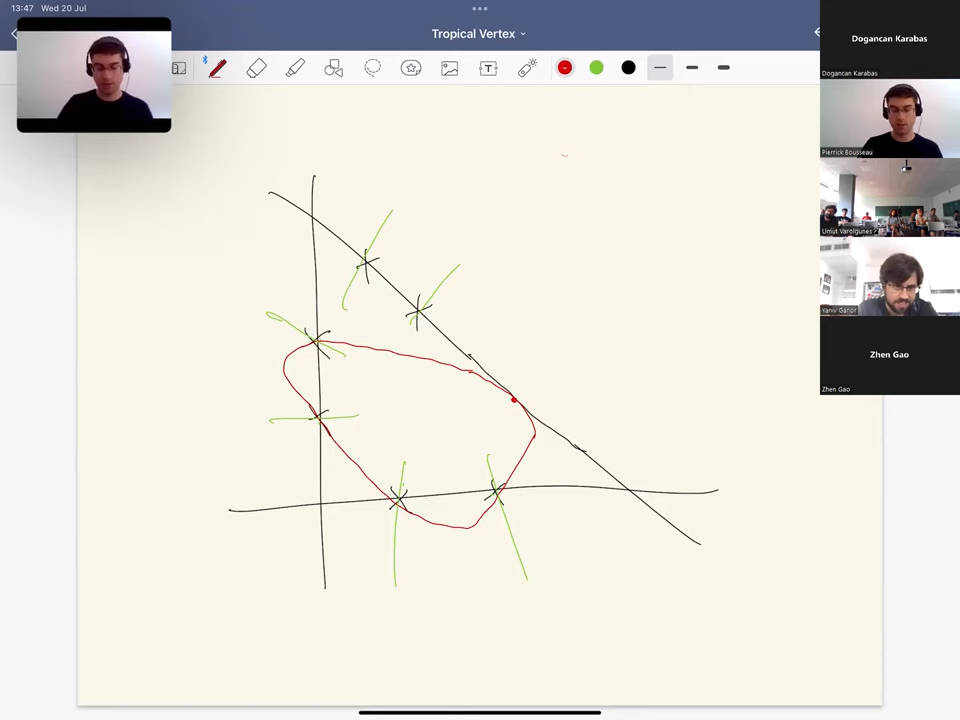 13:47 Wed 20 Jul
Tropical Vertex
Dogancan Karabas
Dogancan Karabas
Pierrick Bousseau
Umut Varolgunes
Yaniv Ganor
Zhen Gao
Zhen Gao